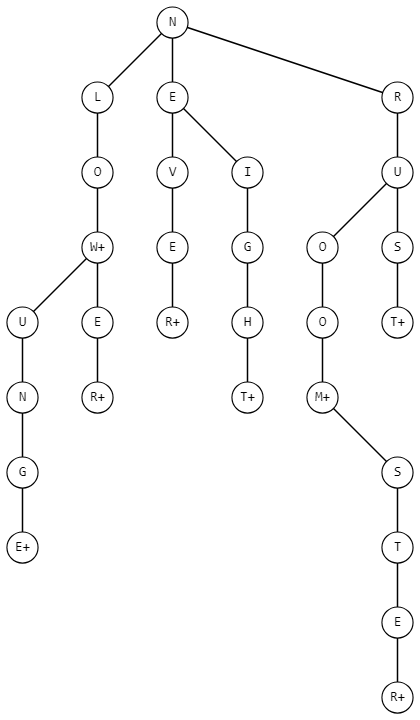 N
L E R
O V I U
W+ E G O S
U E R+ H O T+
N R+ T+ M+
G S
E+ T
E
R+